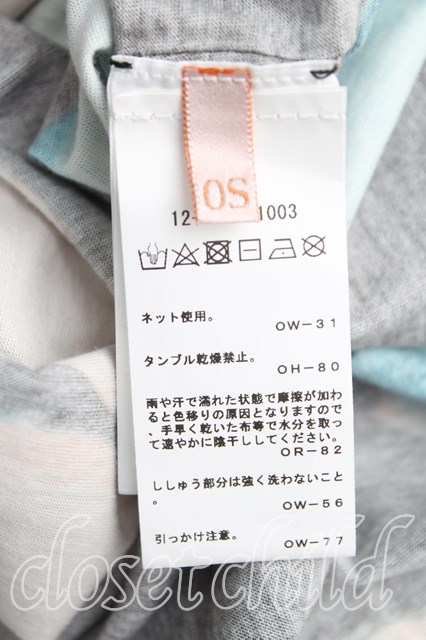 OS
12- 1003
ネット使用。
OW-31
タンブル乾燥禁止。
OH-80
雨や汗で濡れた状態で摩擦が加わ
ると色移りの原因となりますので
、手早く乾いた布等で水分を取っ
て速やかに陰干ししてください。
OR-82
ししゅう部分は強く洗わないこと
。
OW-56
引っかけ注意。
OW-77
closet child